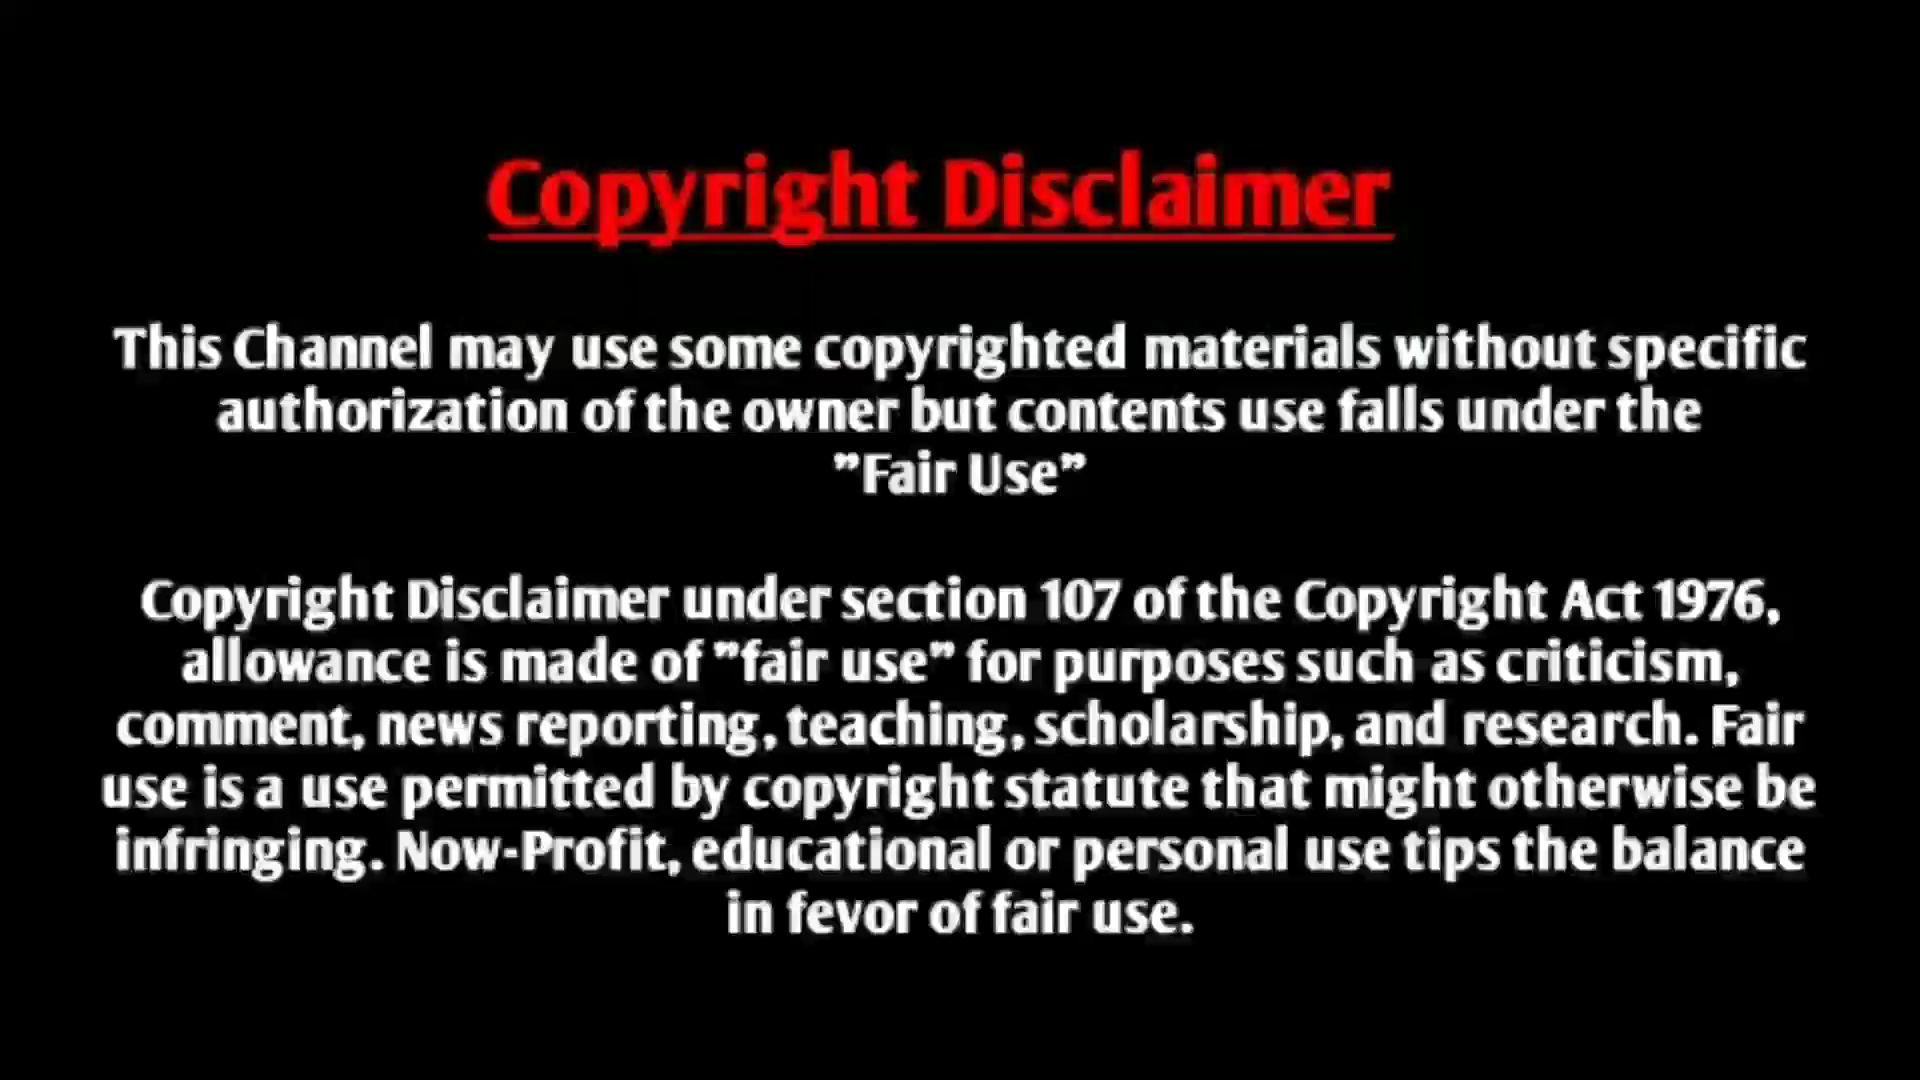 Copyright Disclaimer
This Channel may use some copyrighted materials without specific
authorization of the owner but contents use falls under the
”Fair Use”
Copyright Disclaimer under section 107 of the Copyright Act 1976,
allowance is made of ”fair use” for purposes such as criticism,
comment, news reporting, teaching, scholarship, and research. Fair
use is a use permitted by copyright statute that might otherwise be
infringing. Now-Profit, educational or personal use tips the balance
in fevor of fair use.